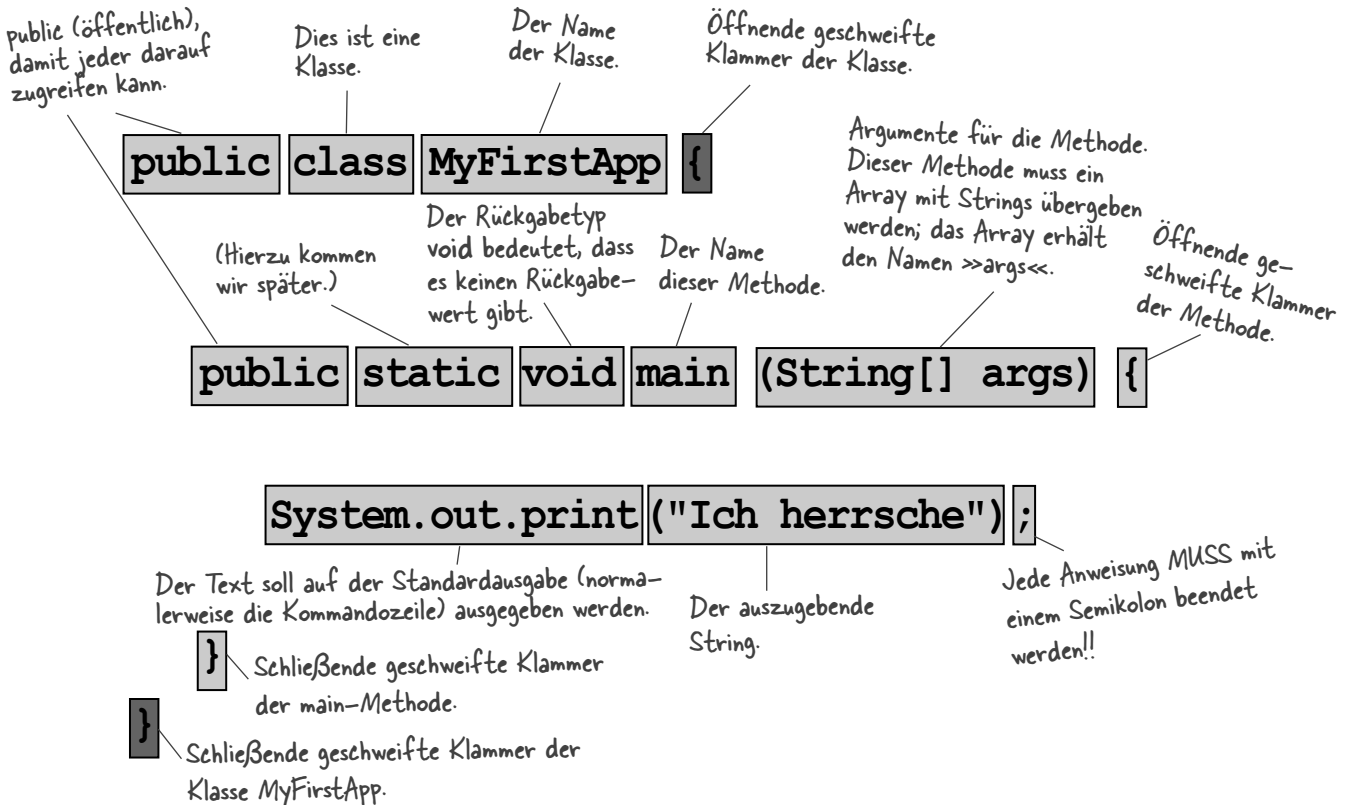 public (öffentlich),
damit jeder darauf
zugreifen kann.
Dies ist eine
Klasse.
Der Name
der Klasse.
Öffnende geschweifte
Klammer der Klasse.
public class MyFirstApp {
(Hierzu kommen
wir später.)
Der Rückgabetyp
void bedeutet, dass
es keinen Rückgabe–
wert gibt.
Der Name
dieser Methode.
Argumente für die Methode.
Dieser Methode muss ein
Array mit Strings übergeben
werden; das Array erhält
den Namen >>args<<.
Öffnende ge–
schweifte Klammer
der Methode.
public static void main (String[] args) {
System.out.print("Ich herrsche");
Der Text soll auf der Standardausgabe (norma–
lerweise die Kommandozeile) ausgegeben werden.
Der auszugebende
String.
Jede Anweisung MUSS mit
einem Semikolon beendet
werden!!
}
Schließende geschweifte Klammer
der main–Methode.
}
Schließende geschweifte Klammer der
Klasse MyFirstApp.